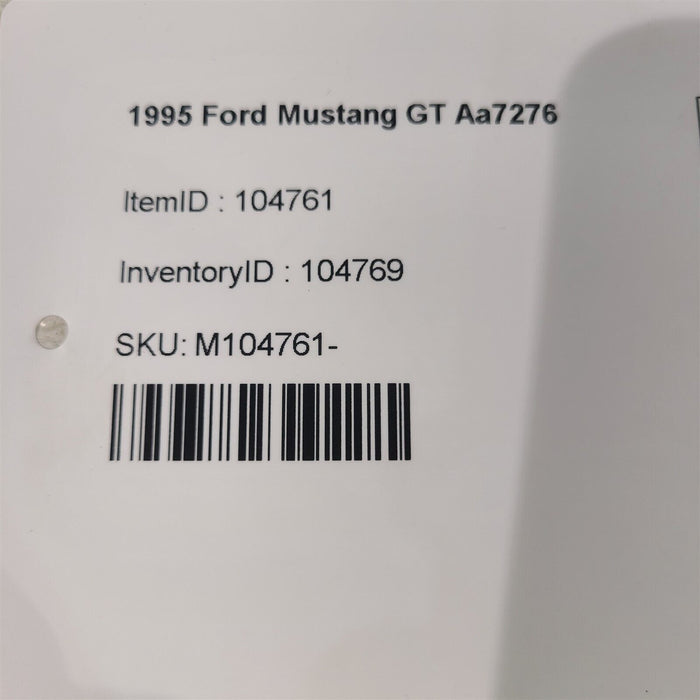 1995 Ford Mustang GT Aa7276
ItemID : 104761
InventoryID : 104769
SKU: M104761-